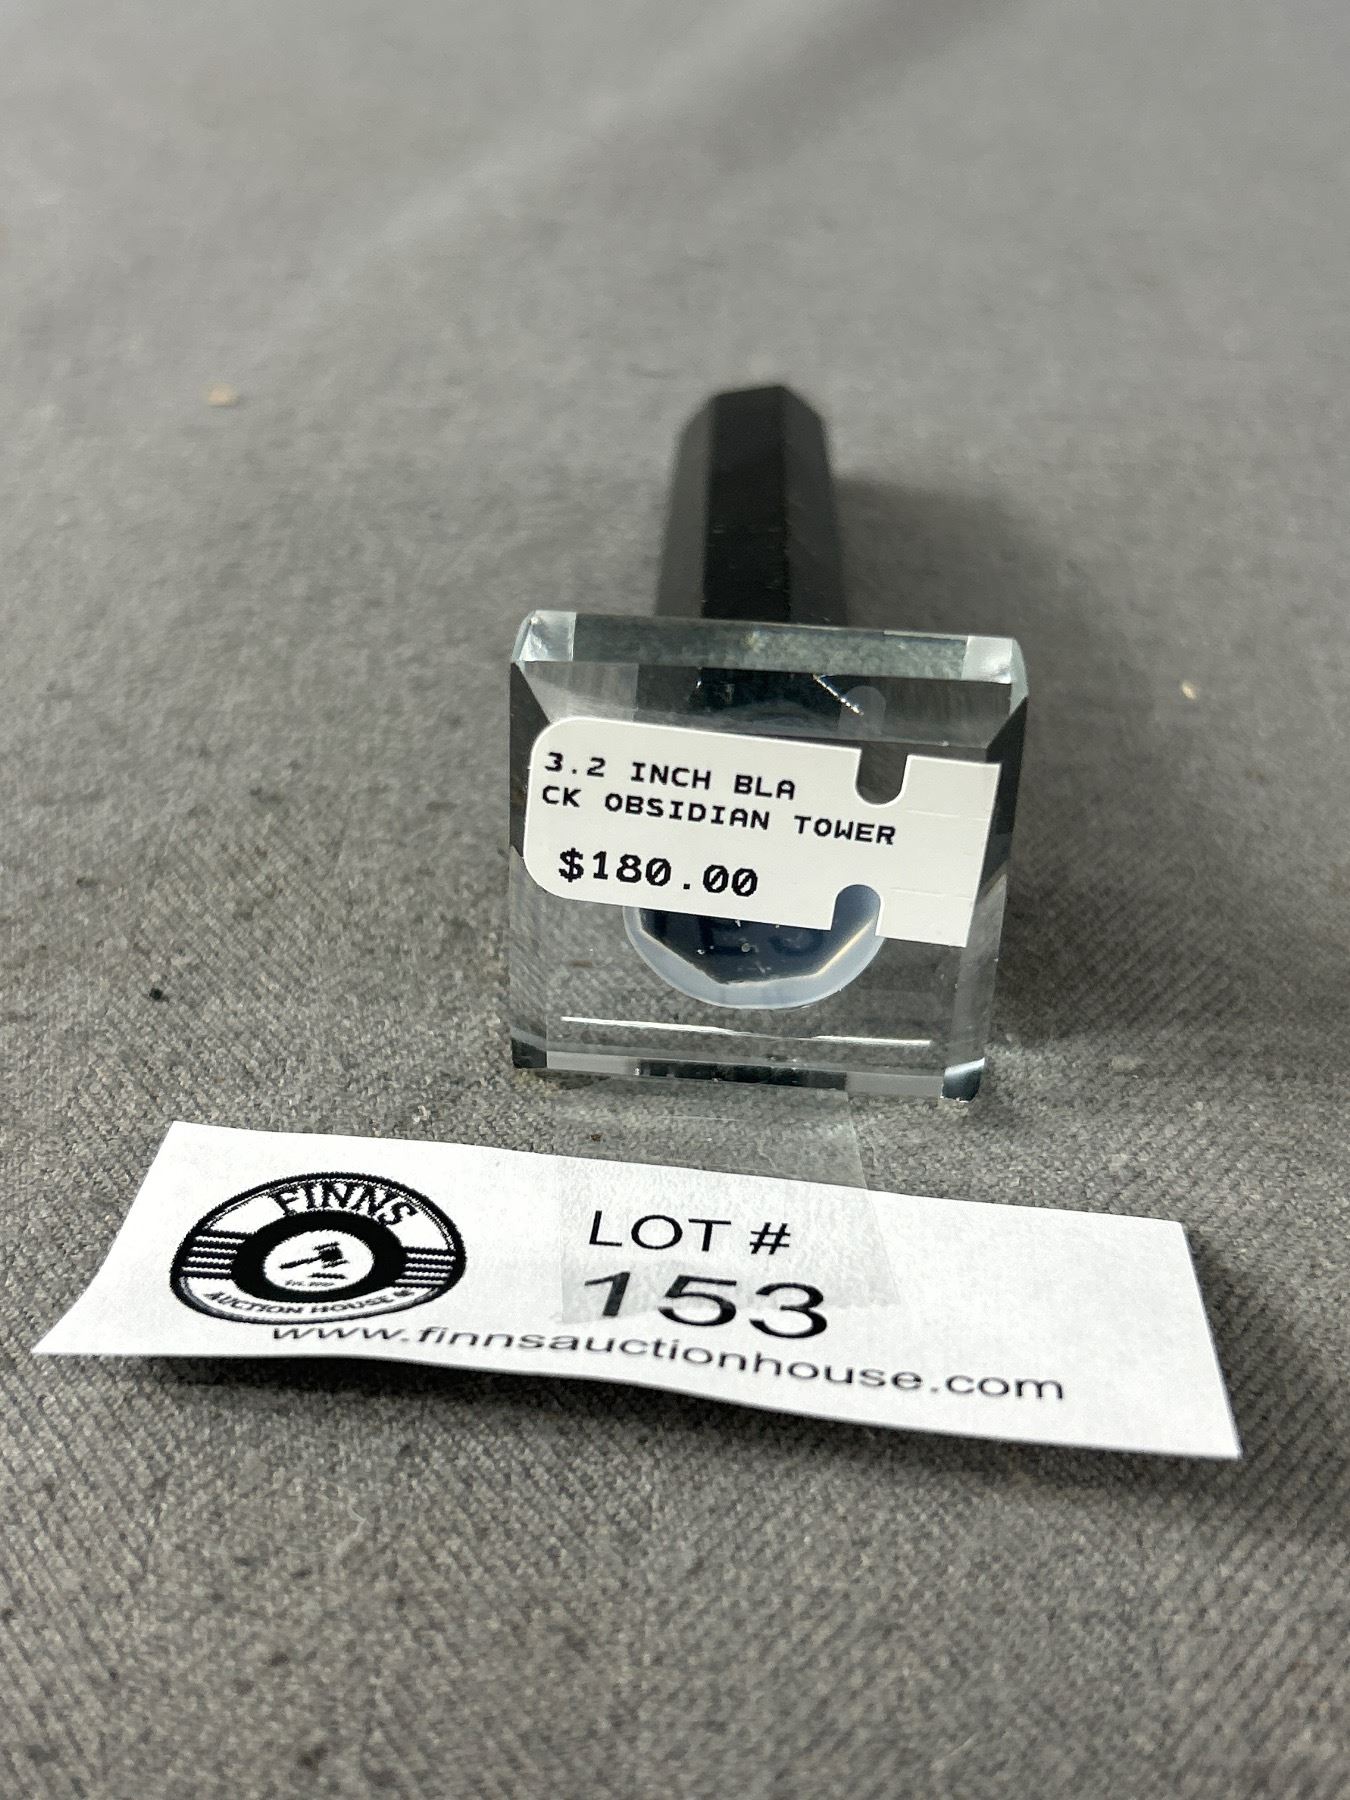 3.2 INCH BLA
CK OBSIDIAN TOWER
$180.00
FINNS
AUCTION HOUSE
LOT #
153
www.finnsauctionhouse.com